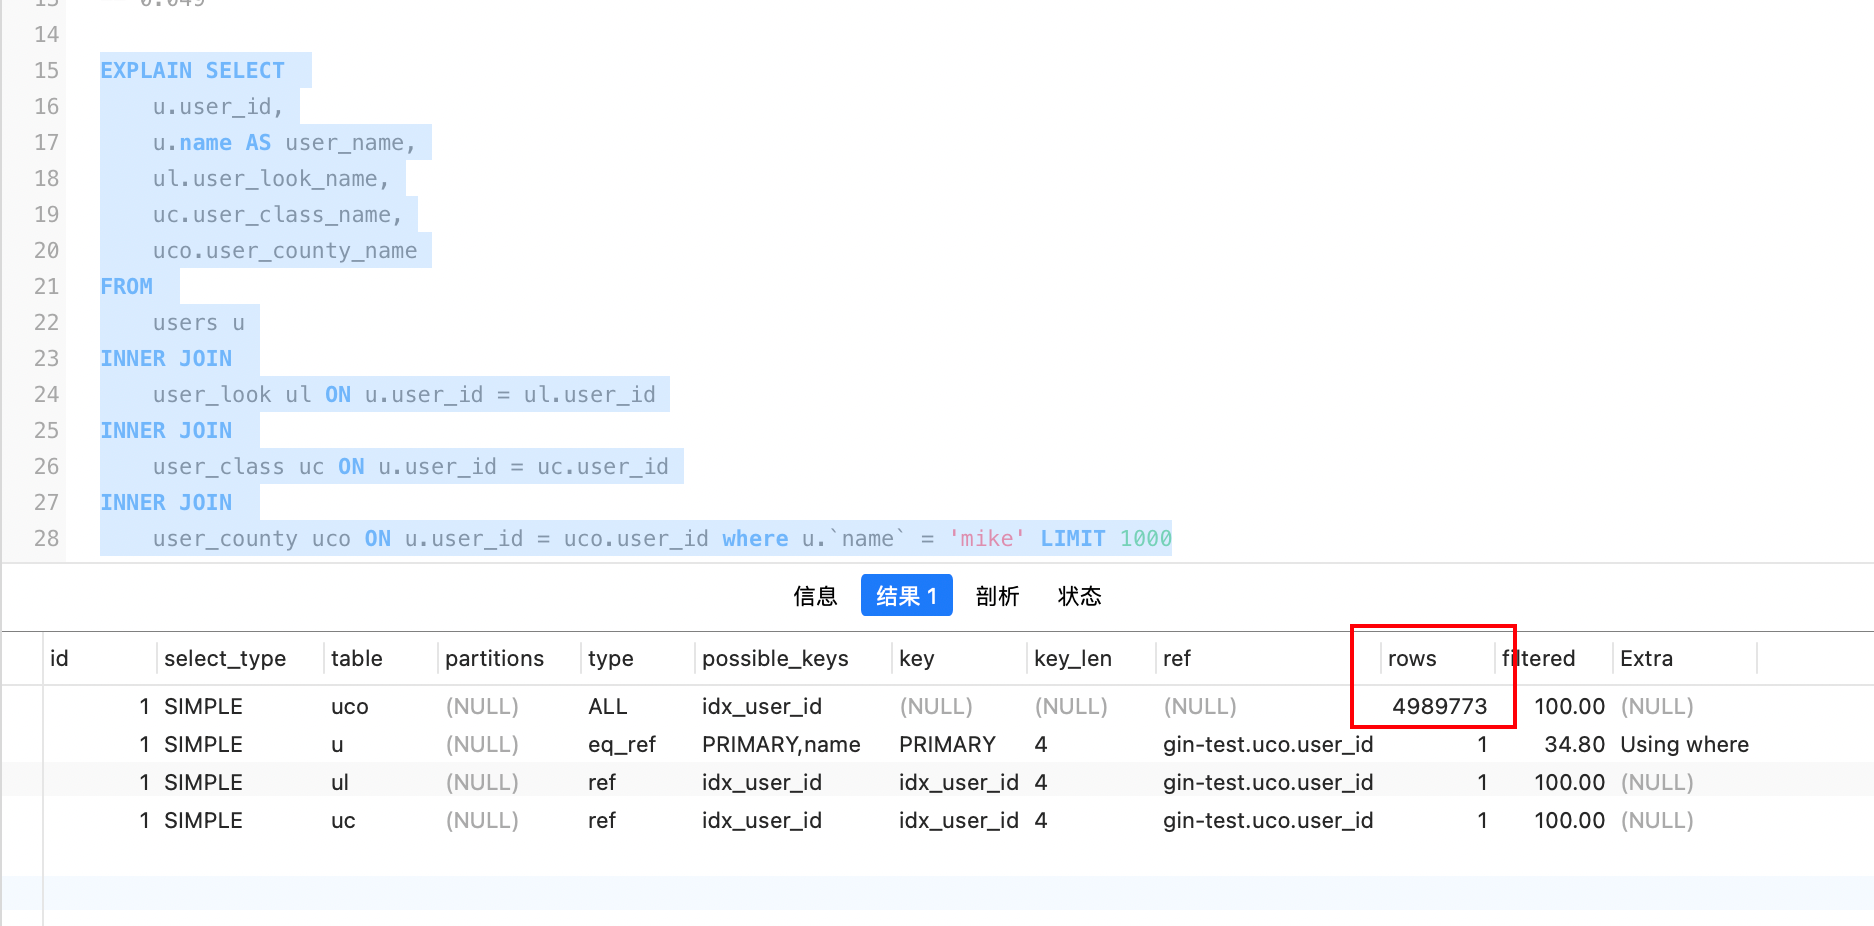 13 -- 0.049
14
15 EXPLAIN SELECT
16 u.user_id,
17 u.name AS user_name,
18 ul.user_look_name,
19 uc.user_class_name,
20 uco.user_county_name
21 FROM
22 users u
23 INNER JOIN
24 user_look ul ON u.user_id = ul.user_id
25 INNER JOIN
26 user_class uc ON u.user_id = uc.user_id
27 INNER JOIN
28 user_county uco ON u.user_id = uco.user_id where u.`name` = 'mike' LIMIT 1000
信息 结果 1 剖析 状态
id select_type table partitions type possible_keys key key_len ref rows filtered Extra
1 SIMPLE uco (NULL) ALL idx_user_id (NULL) (NULL) (NULL) 4989773 100.00 (NULL)
1 SIMPLE u (NULL) eq_ref PRIMARY,name PRIMARY 4 gin-test.uco.user_id 1 34.80 Using where
1 SIMPLE ul (NULL) ref idx_user_id idx_user_id 4 gin-test.uco.user_id 1 100.00 (NULL)
1 SIMPLE uc (NULL) ref idx_user_id idx_user_id 4 gin-test.uco.user_id 1 100.00 (NULL)